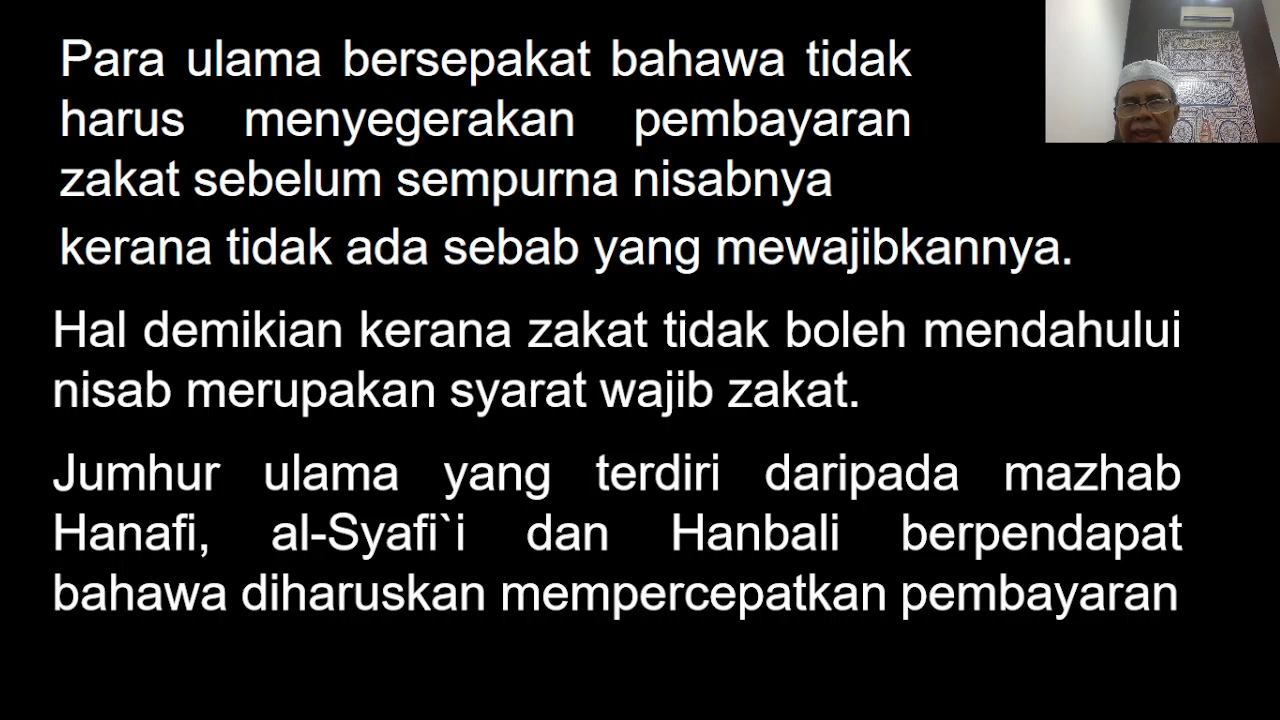 Para ulama bersepakat bahawa tidak
harus menyegerakan pembayaran
zakat sebelum sempurna nisabnya
kerana tidak ada sebab yang mewajibkannya.
Hal demikian kerana zakat tidak boleh mendahului
nisab merupakan syarat wajib zakat.
Jumhur ulama yang terdiri daripada mazhab
Hanafi, al-Syafi`i dan Hanbali berpendapat
bahawa diharuskan mempercepatkan pembayaran